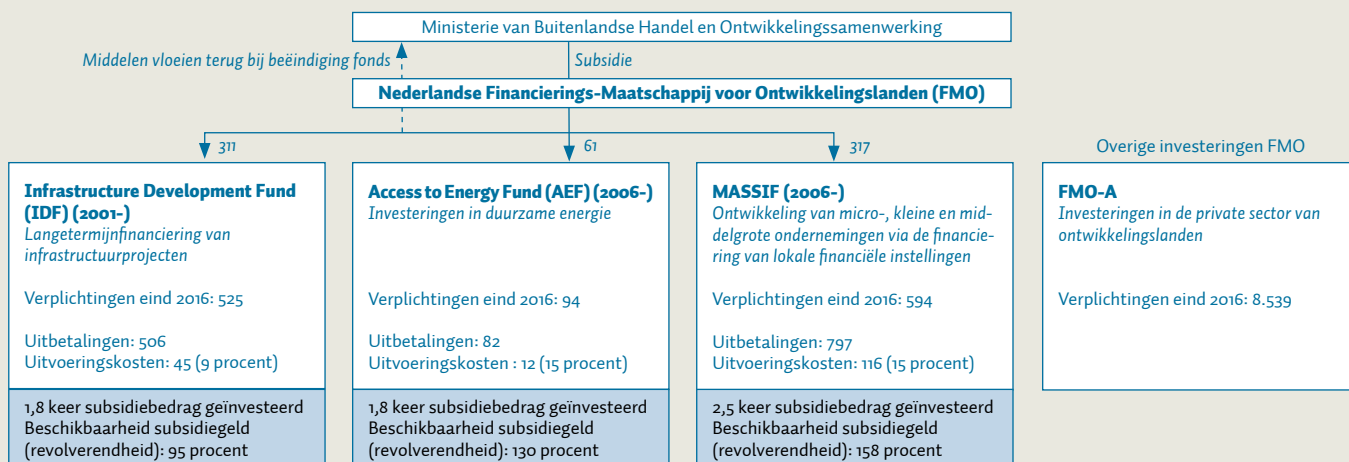 Ministerie van Buitenlandse Handel en Ontwikkelingssamenwerking
Middelen vloeien terug bij beëindiging fonds
Subsidie
Nederlandse Financierings-Maatschappij voor Ontwikkelingslanden (FMO)
311
61
317
Overige investeringen FMO
Infrastructure Development Fund
(IDF) (2001-)
Langetermijnfinanciering van
infrastructuurprojecten
Verplichtingen eind 2016: 525
Uitbetalingen: 506
Uitvoeringskosten: 45 (9 procent)
1,8 keer subsidiebedrag geïnvesteerd
Beschikbaarheid subsidiegeld
(revolverendheid): 95 procent
Access to Energy Fund (AEF) (2006-)
Investeringen in duurzame energie
Verplichtingen eind 2016: 94
Uitbetalingen: 82
Uitvoeringskosten : 12 (15 procent)
1,8 keer subsidiebedrag geïnvesteerd
Beschikbaarheid subsidiegeld
(revolverendheid): 130 procent
MASSIF (2006-)
Ontwikkeling van micro-, kleine en mid-
delgrote ondernemingen via de financie-
ring van lokale financiële instellingen
Verplichtingen eind 2016: 594
Uitbetalingen: 797
Uitvoeringskosten: 116 (15 procent)
2,5 keer subsidiebedrag geïnvesteerd
Beschikbaarheid subsidiegeld
(revolverendheid): 158 procent
FMO-A
Investeringen in de private sector van
ontwikkelingslanden
Verplichtingen eind 2016: 8.539